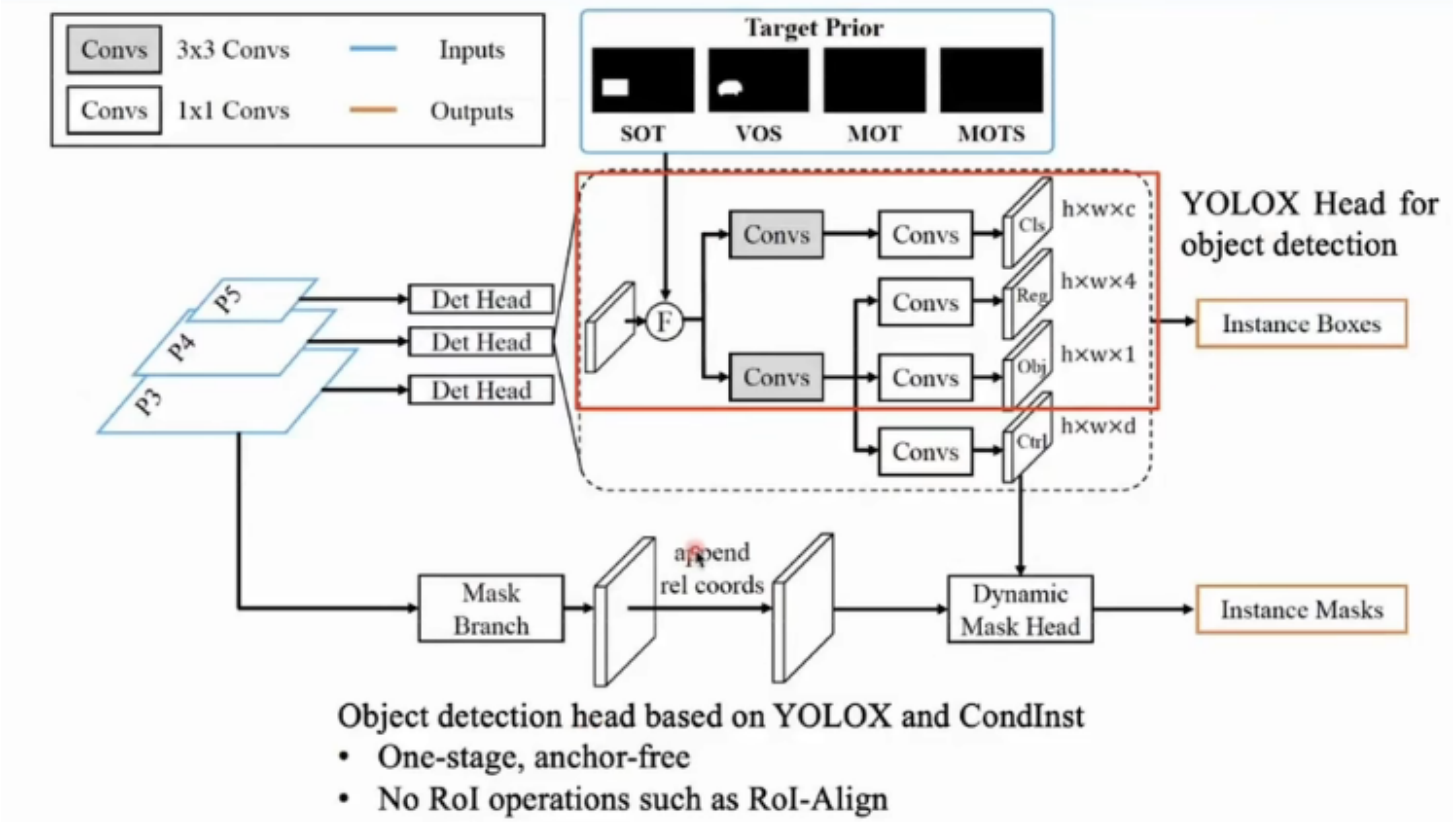 Convs 3x3 Convs Inputs
Convs 1x1 Convs Outputs
Target Prior
SOT VOS MOT MOTS
YOLOX Head for
object detection
Convs Convs Cls h×w×c
Convs Reg h×w×4
F
Convs Convs Obj h×w×1
Convs Ctrl h×w×d
P5 Det Head
P4 Det Head
P3 Det Head
Instance Boxes
Mask
Branch
append
rel coords
Dynamic
Mask Head
Instance Masks
Object detection head based on YOLOX and CondInst
• One-stage, anchor-free
• No RoI operations such as RoI-Align